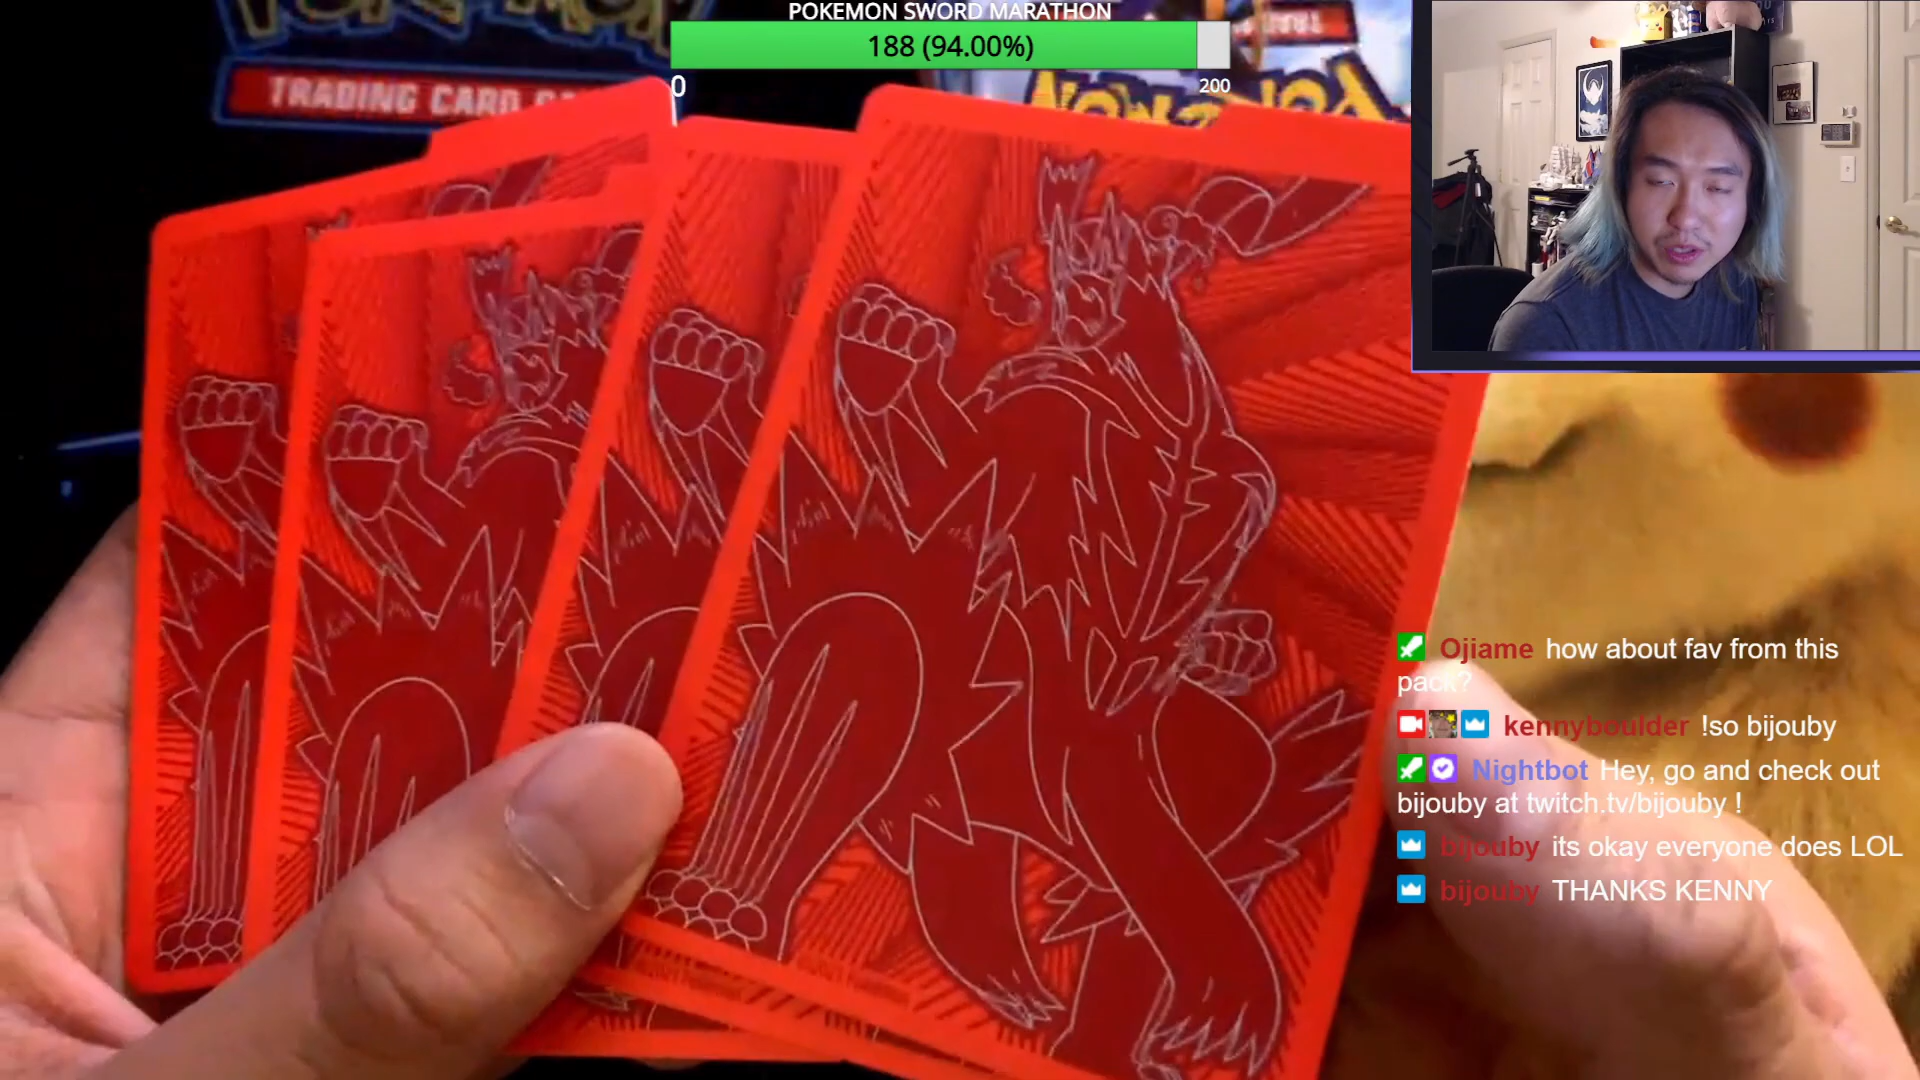 POKEMON SWORD MARATHON
188 (94.00%)
0
200
TRADING CARD
Ojiame how about fav from this
pack?
kennyboulder !so bijouby
Nightbot Hey, go and check out
bijouby at twitch.tv/bijouby !
bijouby its okay everyone does LOL
bijouby THANKS KENNY